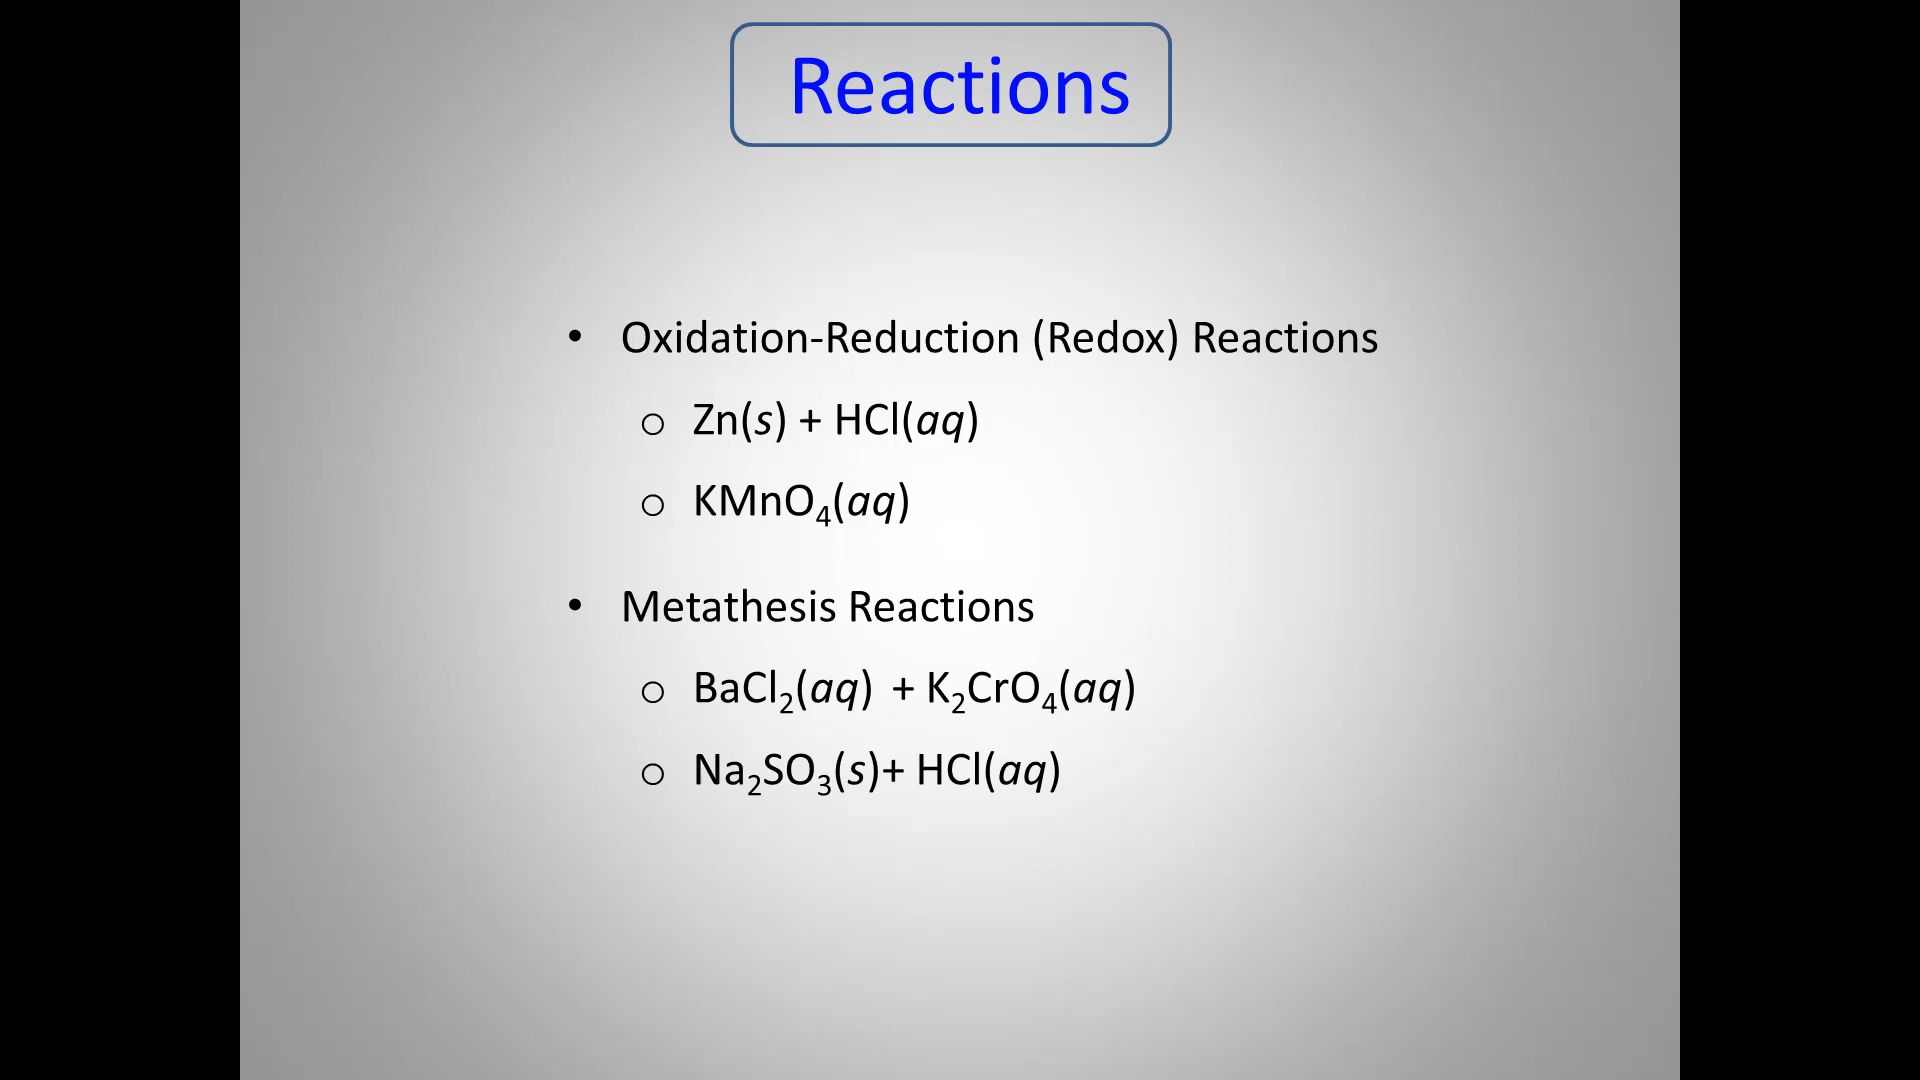 Reactions
• Oxidation-Reduction (Redox) Reactions
o Zn(s) + HCl(aq)
o KMnO₄(aq)
• Metathesis Reactions
o BaCl₂(aq) + K₂CrO₄(aq)
o Na₂SO₃(s)+ HCl(aq)